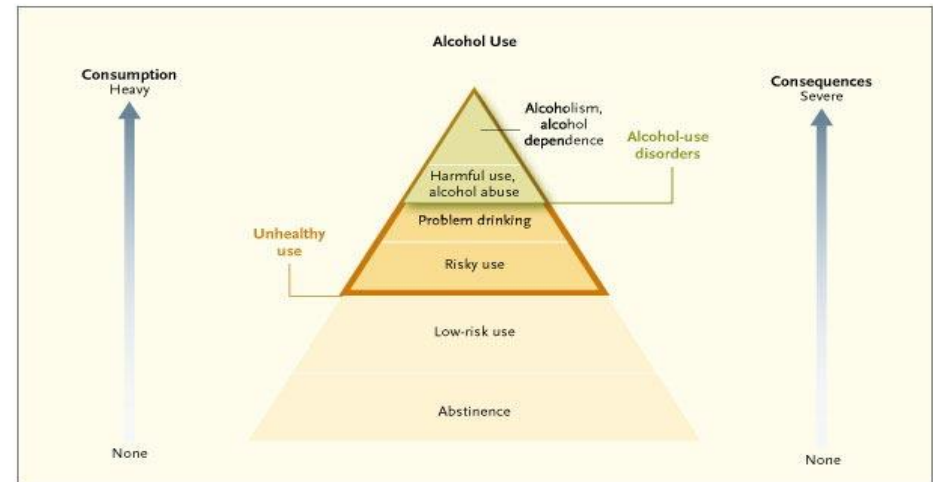 Alcohol Use
Consumption
Heavy
Consequences
Severe
Alcoholism,
alcohol
dependence
Alcohol-use
disorders
Harmful use,
alcohol abuse
Problem drinking
Unhealthy
use
Risky use
Low-risk use
Abstinence
None
None